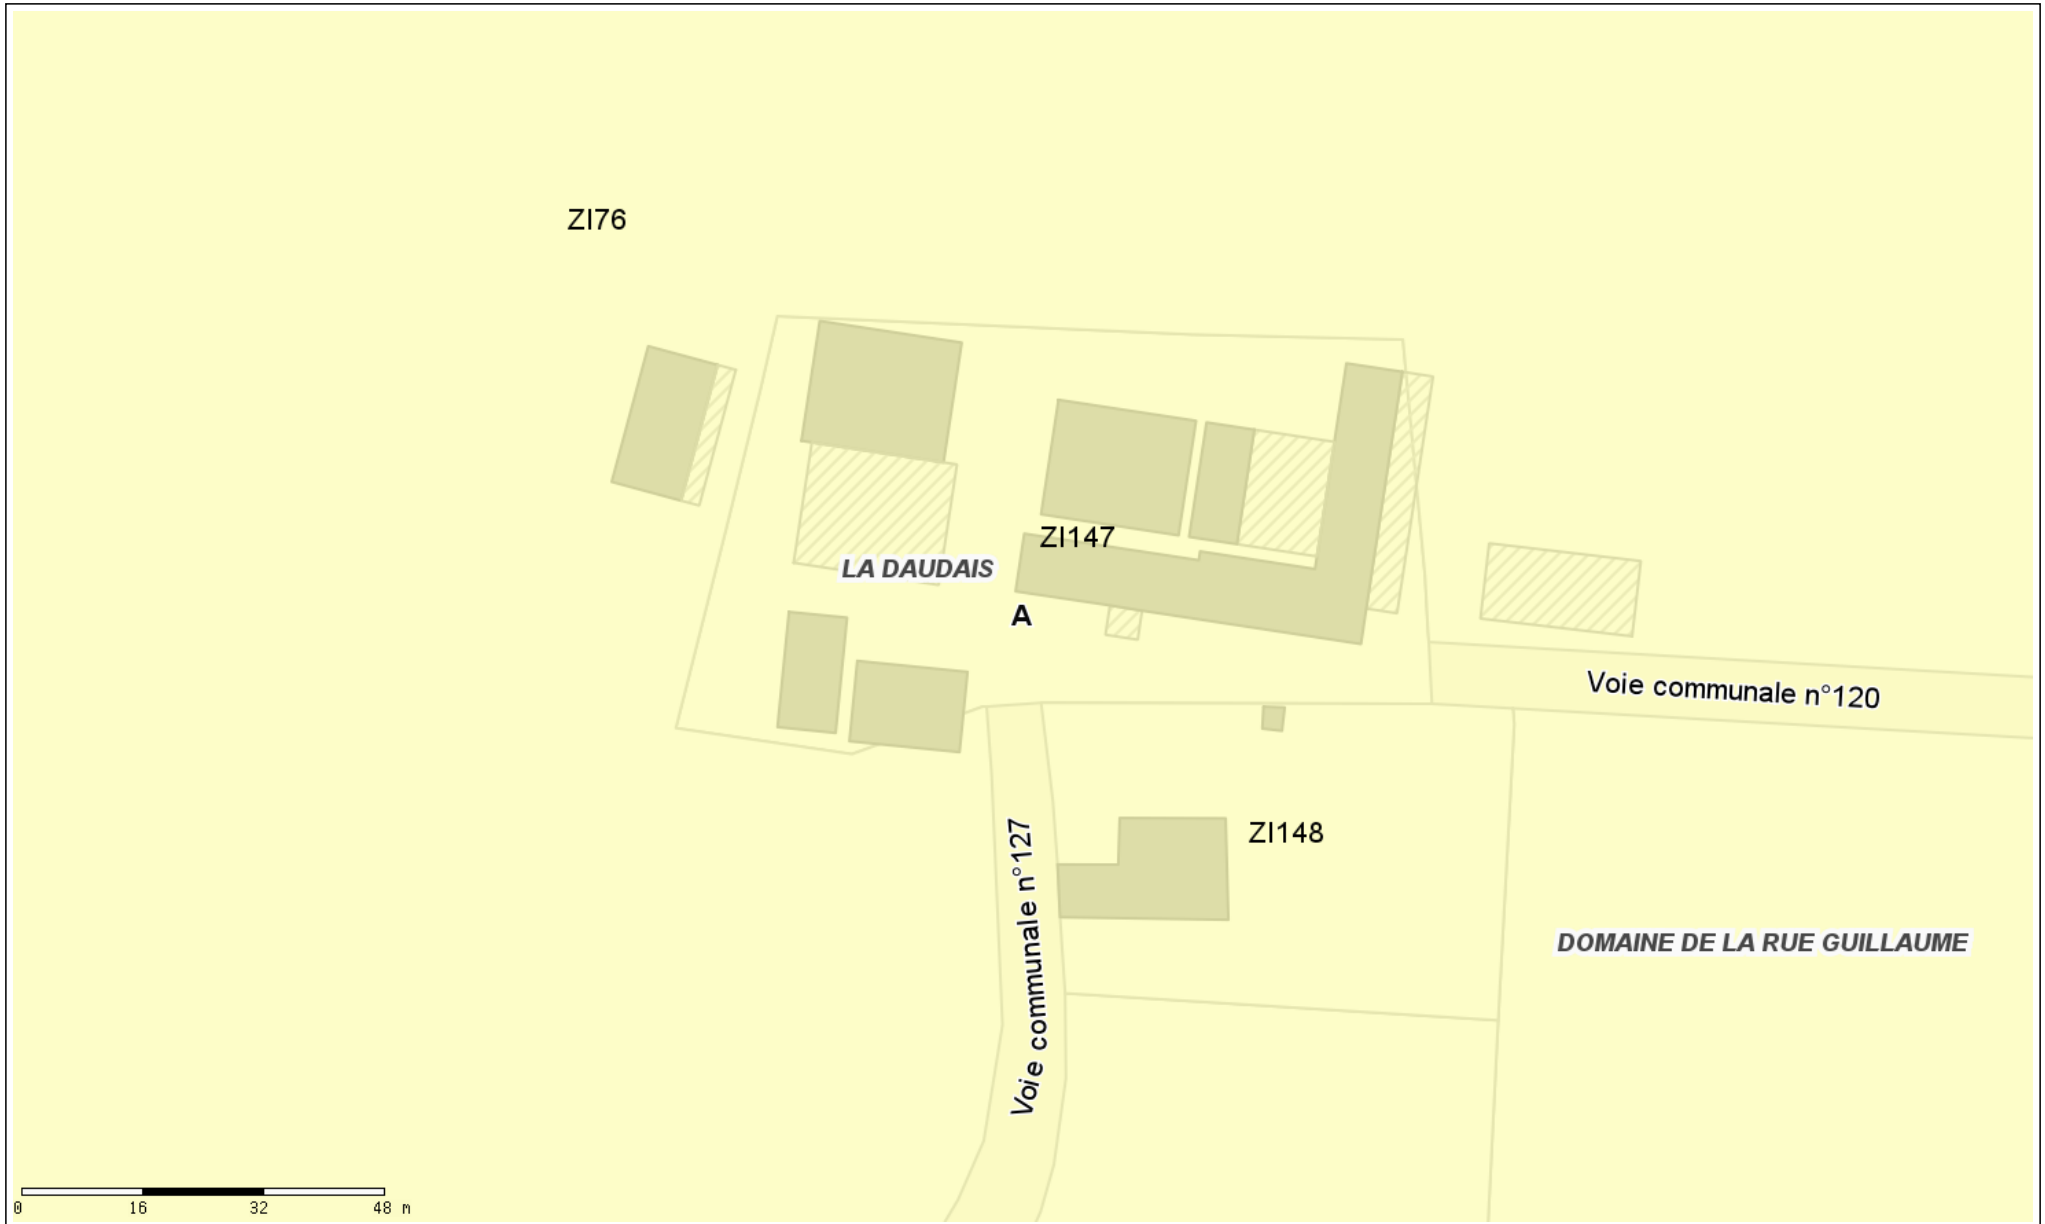 ZI76
ZI147
LA DAUDAIS
A
Voie communale n°120
ZI148
Voie communale n°127
DOMAINE DE LA RUE GUILLAUME
0 16 32 48 m